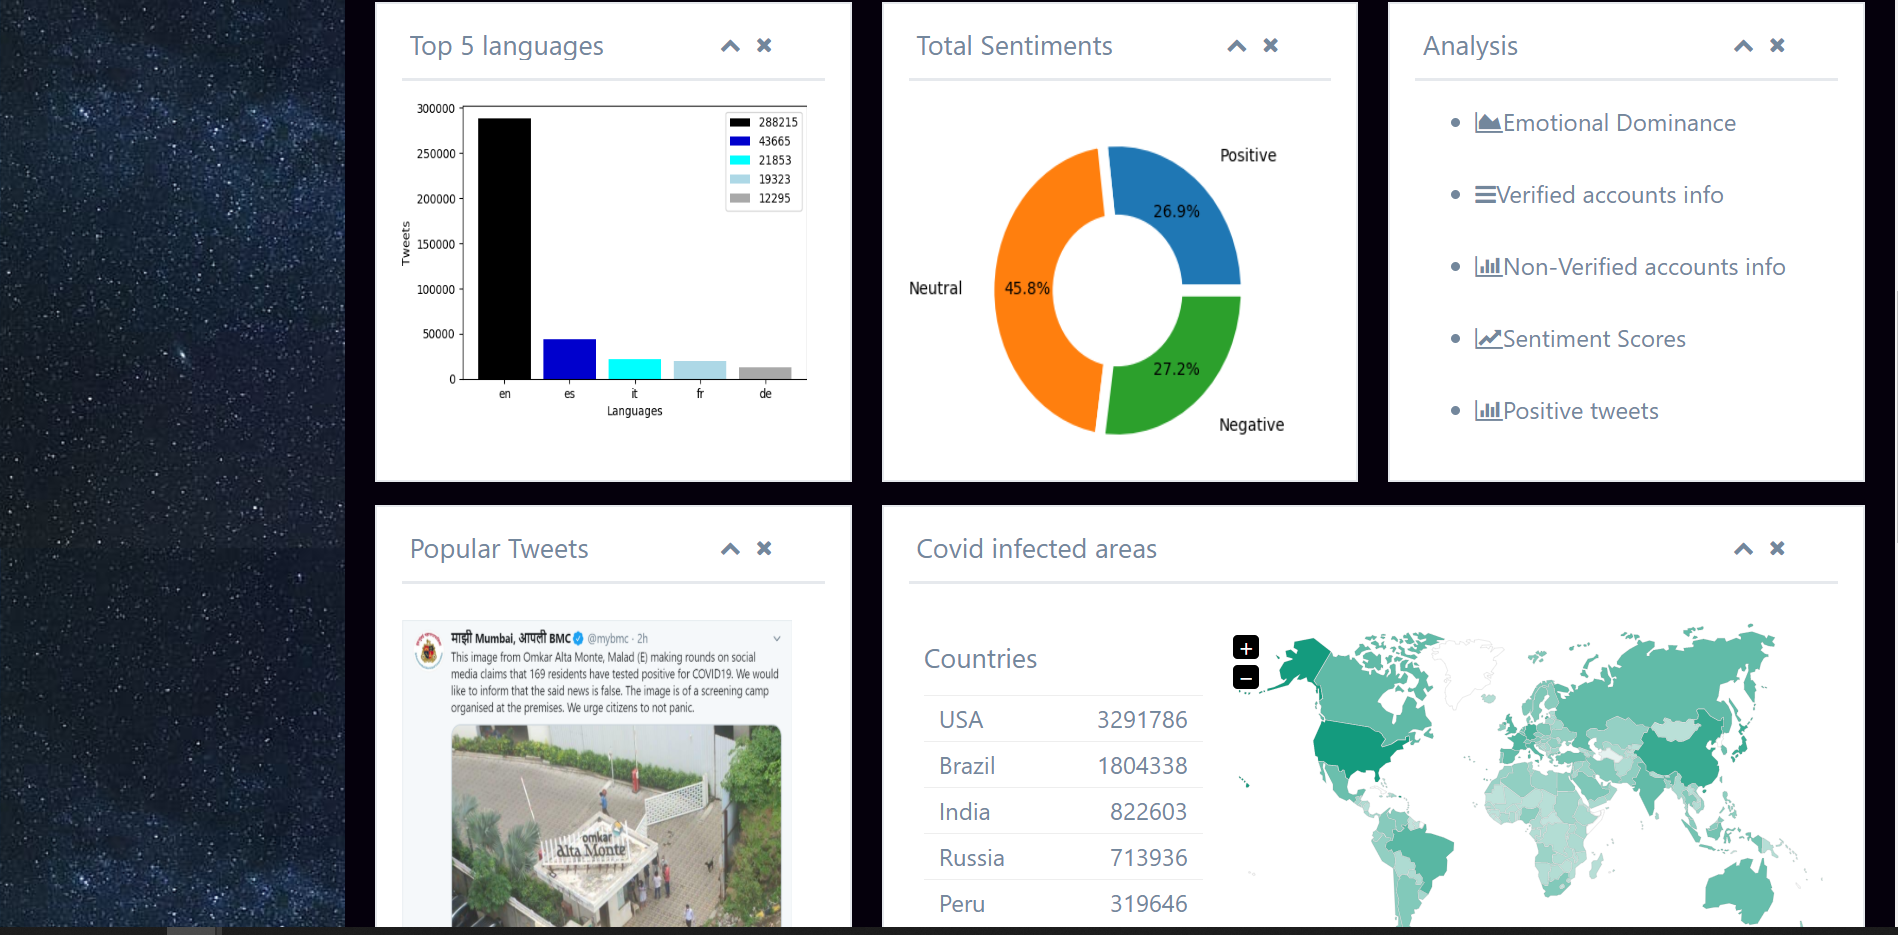 Top 5 languages
300000
250000
200000
150000
100000
50000
0
Tweets
288215
43665
21853
19323
12295
en es it fr de
Languages
Total Sentiments
Positive
26.9%
Neutral
45.8%
27.2%
Negative
Analysis
Emotional Dominance
Verified accounts info
Non-Verified accounts info
Sentiment Scores
Positive tweets
Popular Tweets
माझी Mumbai, आपली BMC @mybmc · 2h
This image from Omkar Alta Monte, Malad (E) making rounds on social
media claims that 169 residents have tested positive for COVID19. We would
like to inform that the said news is false. The image is of a screening camp
organised at the premises. We urge citizens to not panic.
omkar
alta Monte
Covid infected areas
Countries
USA 3291786
Brazil 1804338
India 822603
Russia 713936
Peru 319646
+
−